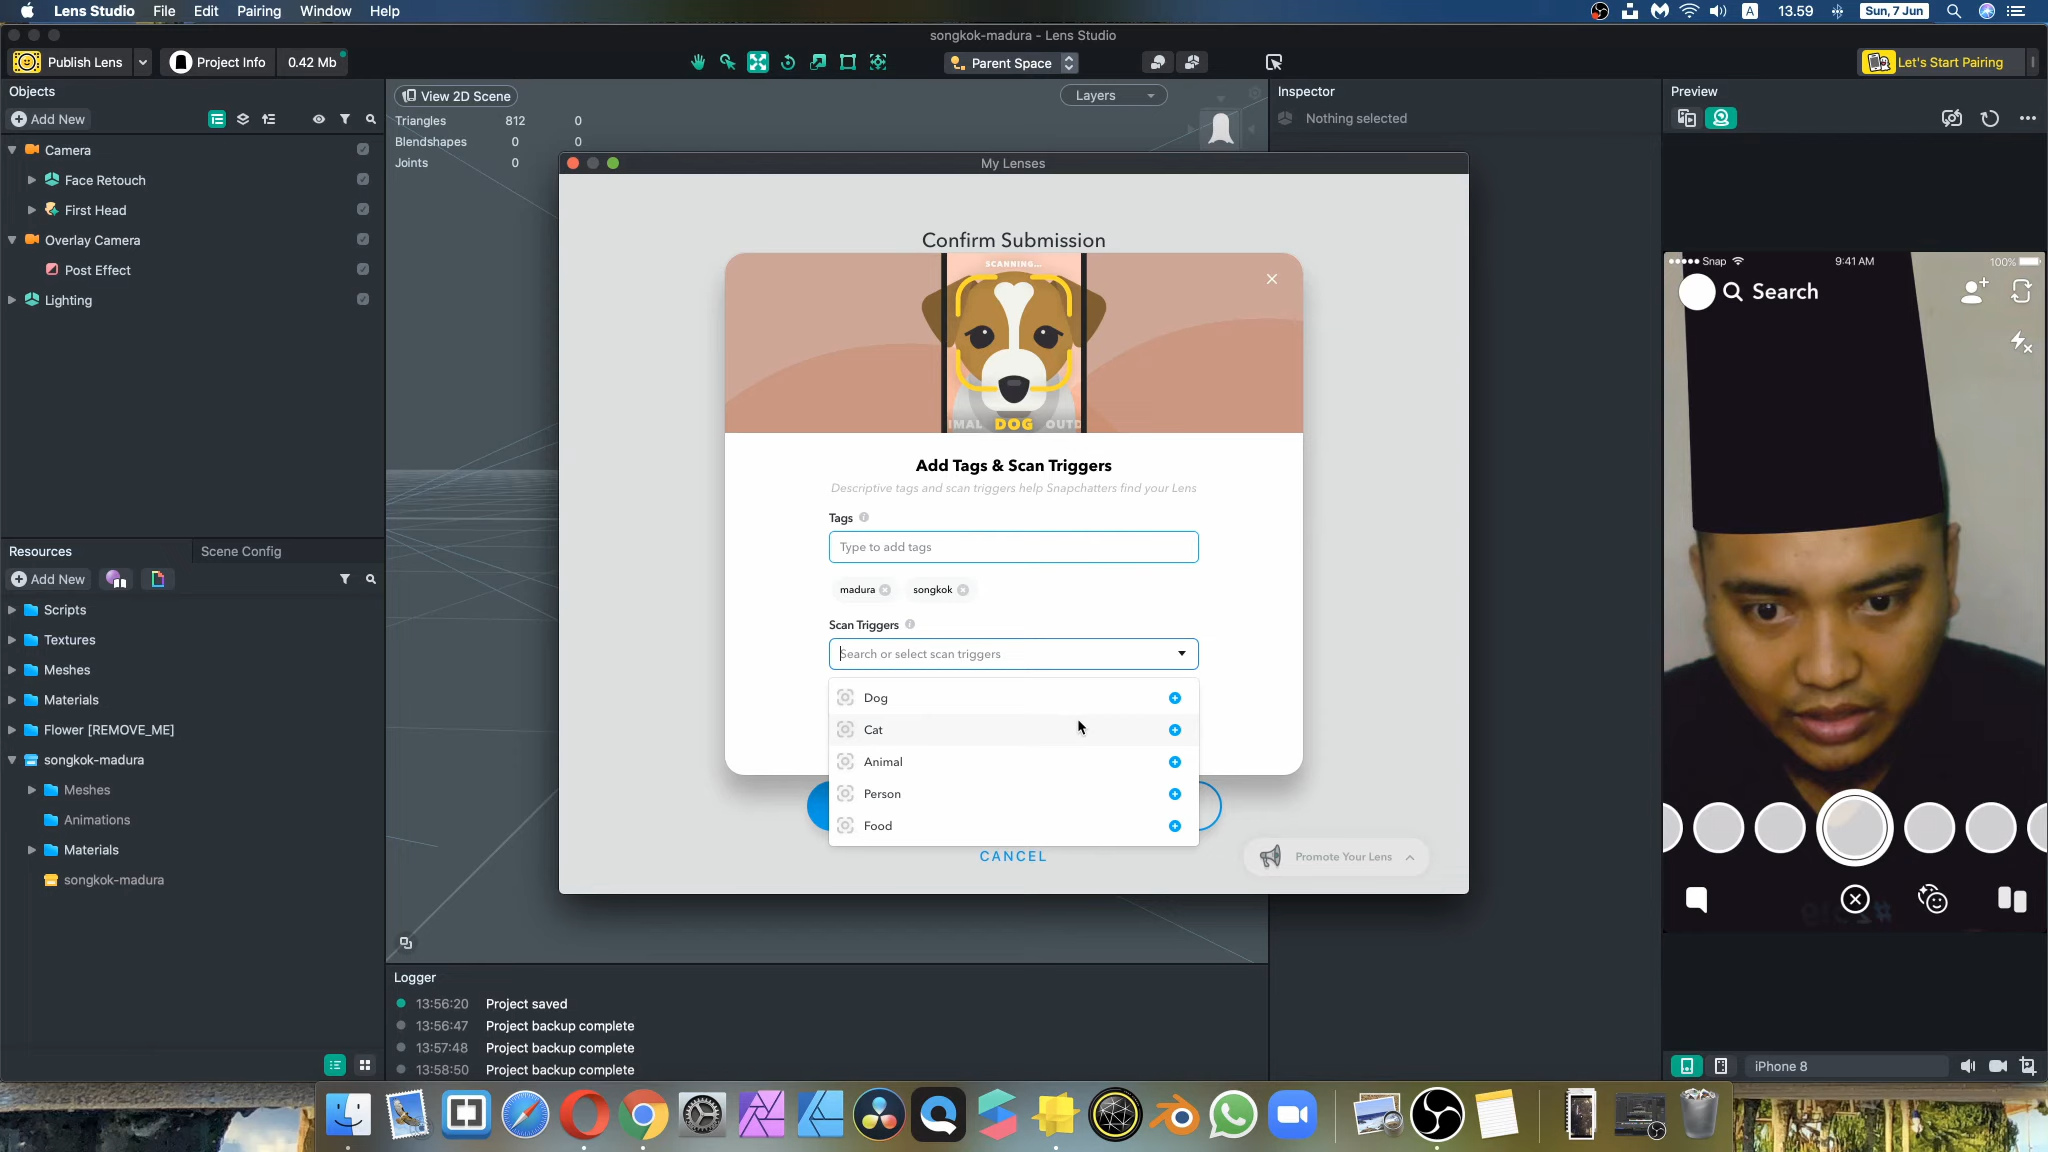 Lens Studio File Edit Pairing Window Help
A 13.59 Sun, 7 Jun
songkok-madura - Lens Studio
Publish Lens Project Info 0.42 Mb
Parent Space
Let's Start Pairing
Objects
Add New
Camera
Face Retouch
First Head
Overlay Camera
Post Effect
Lighting
View 2D Scene
Layers
Triangles 812 0
Blendshapes 0 0
Joints 0
Inspector
Nothing selected
Preview
My Lenses
Confirm Submission
SCANNING...
IMAL DOG OUTD
Add Tags & Scan Triggers
Descriptive tags and scan triggers help Snapchatters find your Lens
Tags
Type to add tags
madura songkok
Scan Triggers
Search or select scan triggers
Dog
Cat
Animal
Person
Food
CANCEL
Promote Your Lens
Snap 9:41 AM 100%
Search
Resources Scene Config
Add New
Scripts
Textures
Meshes
Materials
Flower [REMOVE_ME]
songkok-madura
Meshes
Animations
Materials
songkok-madura
Logger
13:56:20 Project saved
13:56:47 Project backup complete
13:57:48 Project backup complete
13:58:50 Project backup complete
iPhone 8